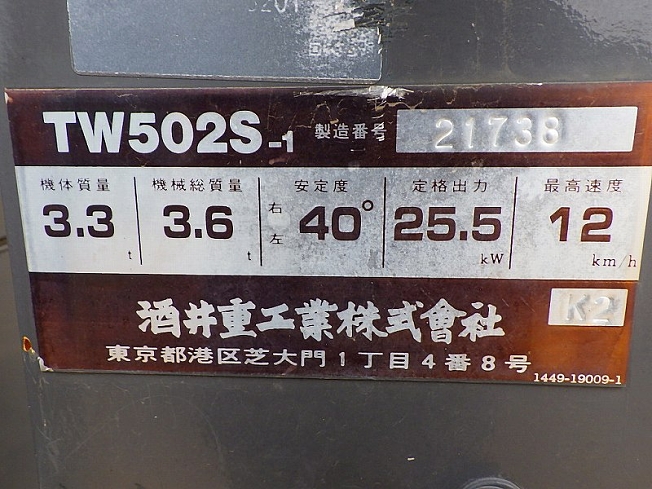 TW502S-1 製造番号 21738
機体質量 機械総質量 安定度 定格出力 最高速度
3.3 t 3.6 t 右 左 40° 25.5 kW 12 km/h
酒井重工業株式會社 K2
東京都港区芝大門1丁目4番8号
1449-19009-1